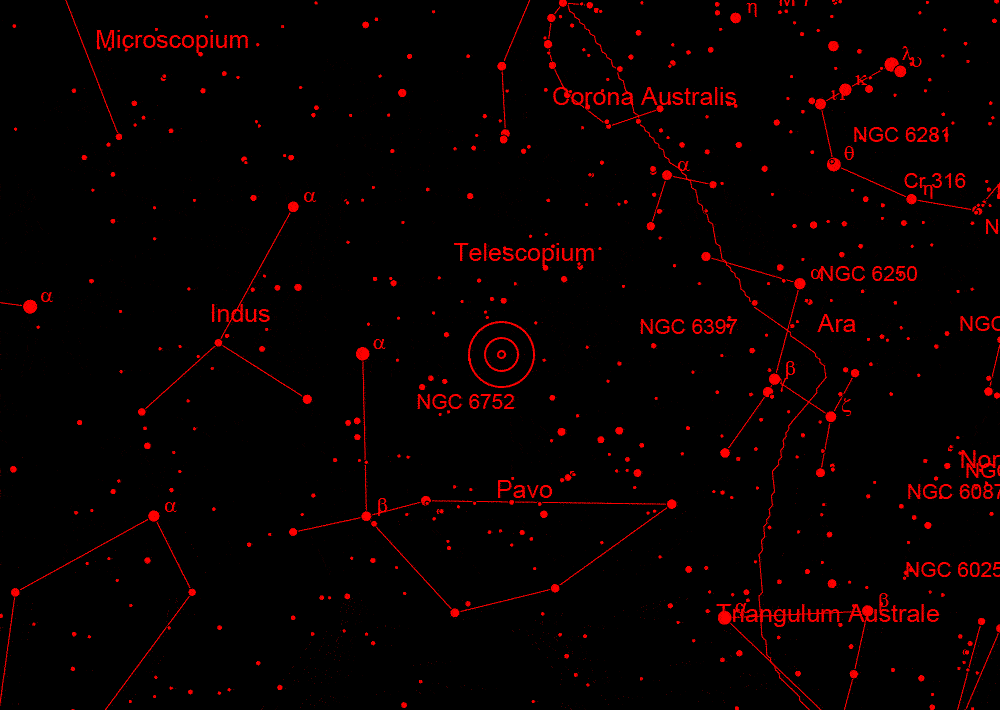 η
Microscopium
λ
υ
κ
Corona Australis
NGC 6281
θ
α
Cr 316
η
α
Telescopium
α
NGC 6250
α
Indus
NGC 6397
Ara
NGC
α
β
NGC 6752
ζ
Pavo
NGC 6087
β
α
NGC 6025
α
β
Triangulum Australe